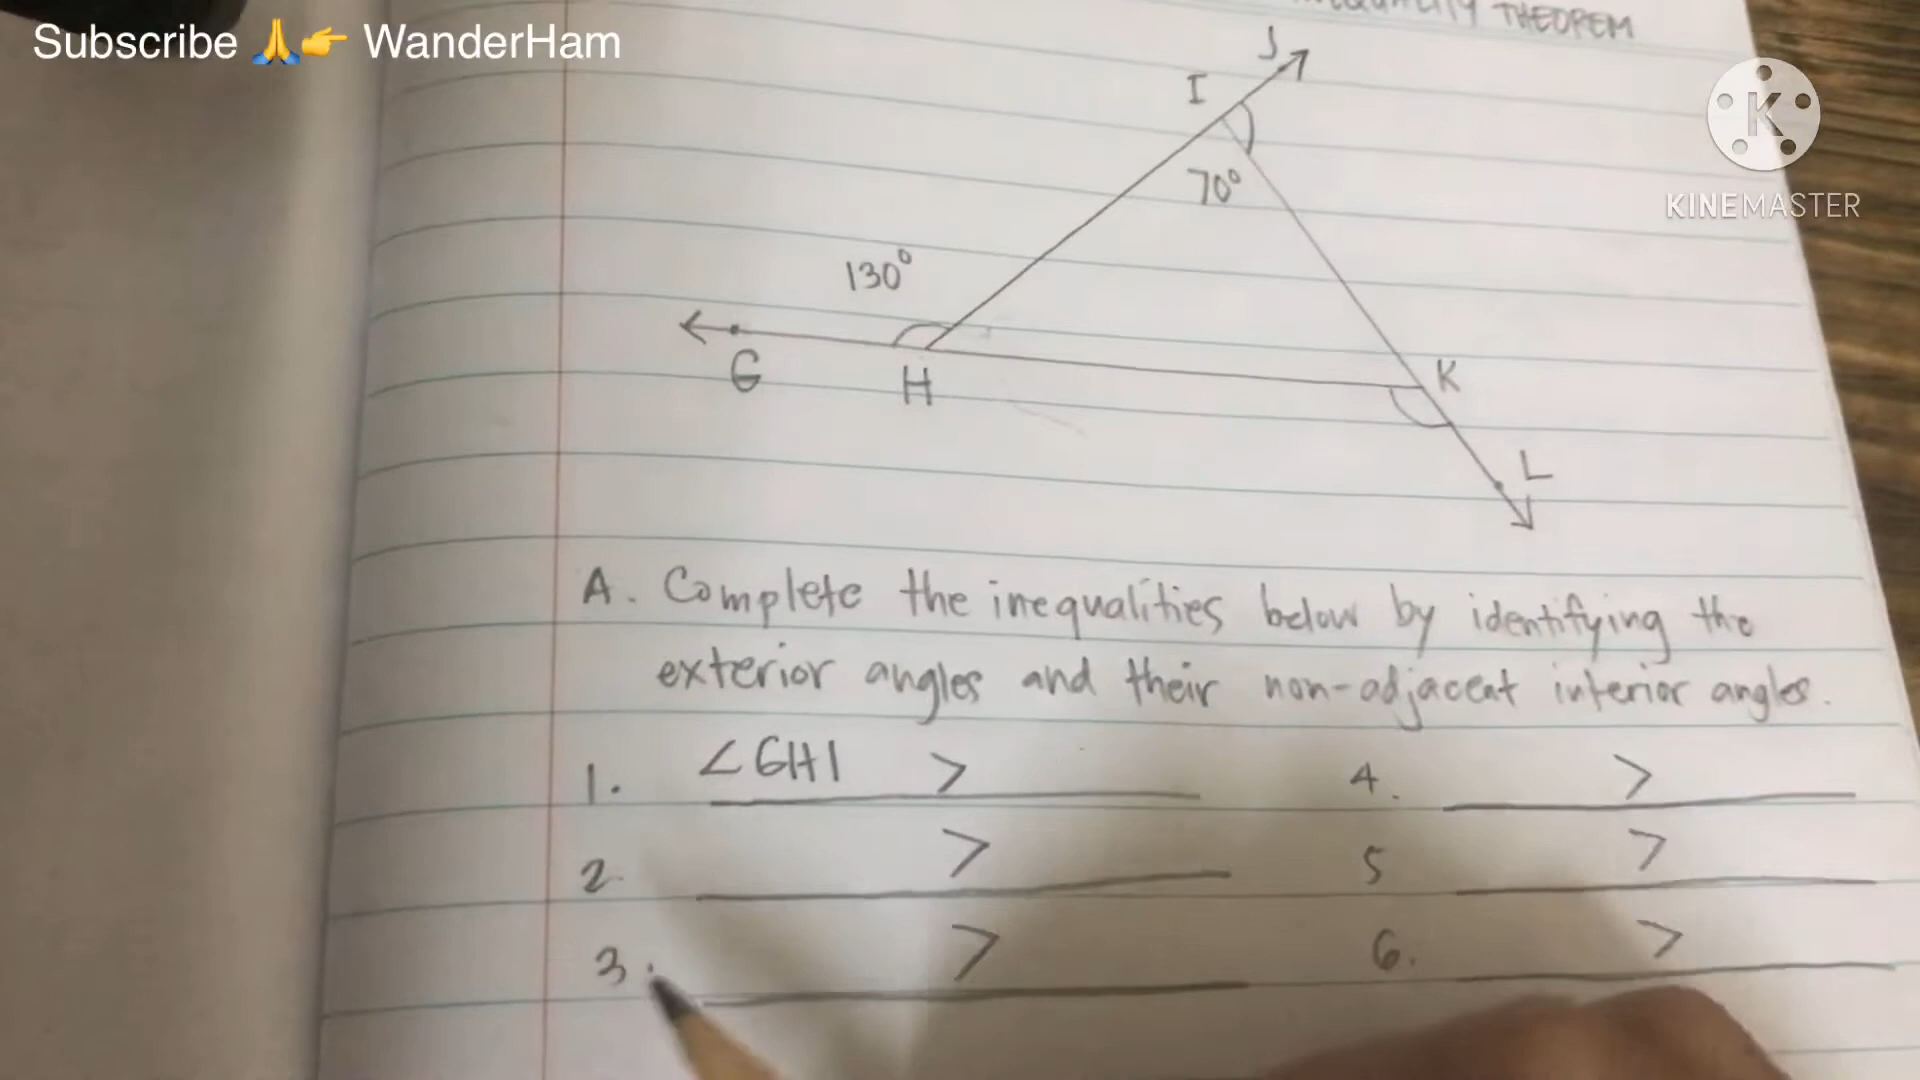 Subscribe 🙏👉 WanderHam
THEOREM
J
I
K
KINEMASTER
70°
130°
G
H
K
L
A. Complete the inequalities below by identifying the
exterior angles and their non-adjacent interior angles.
1. ∠GHI > 4. >
2. > 5 >
3. > 6. >